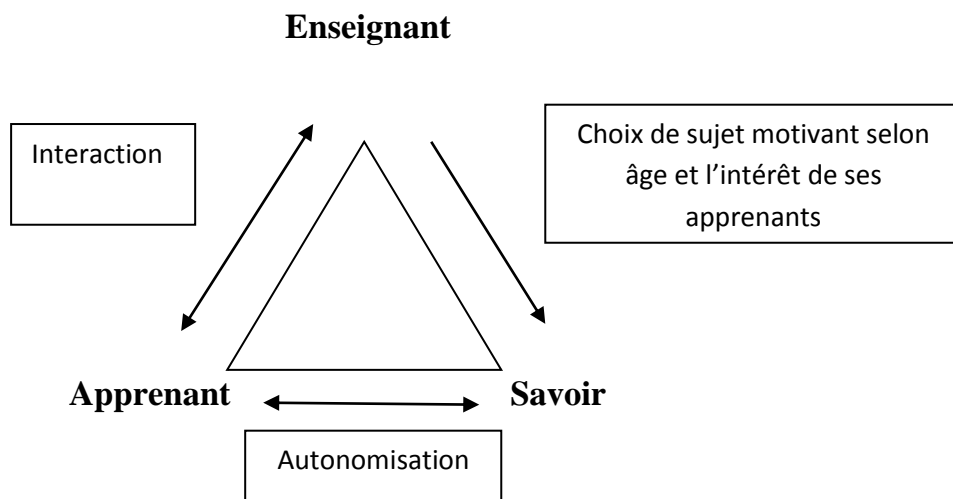 Enseignant
Interaction
Choix de sujet motivant selon
âge et l’intérêt de ses
apprenants
Apprenant
Savoir
Autonomisation